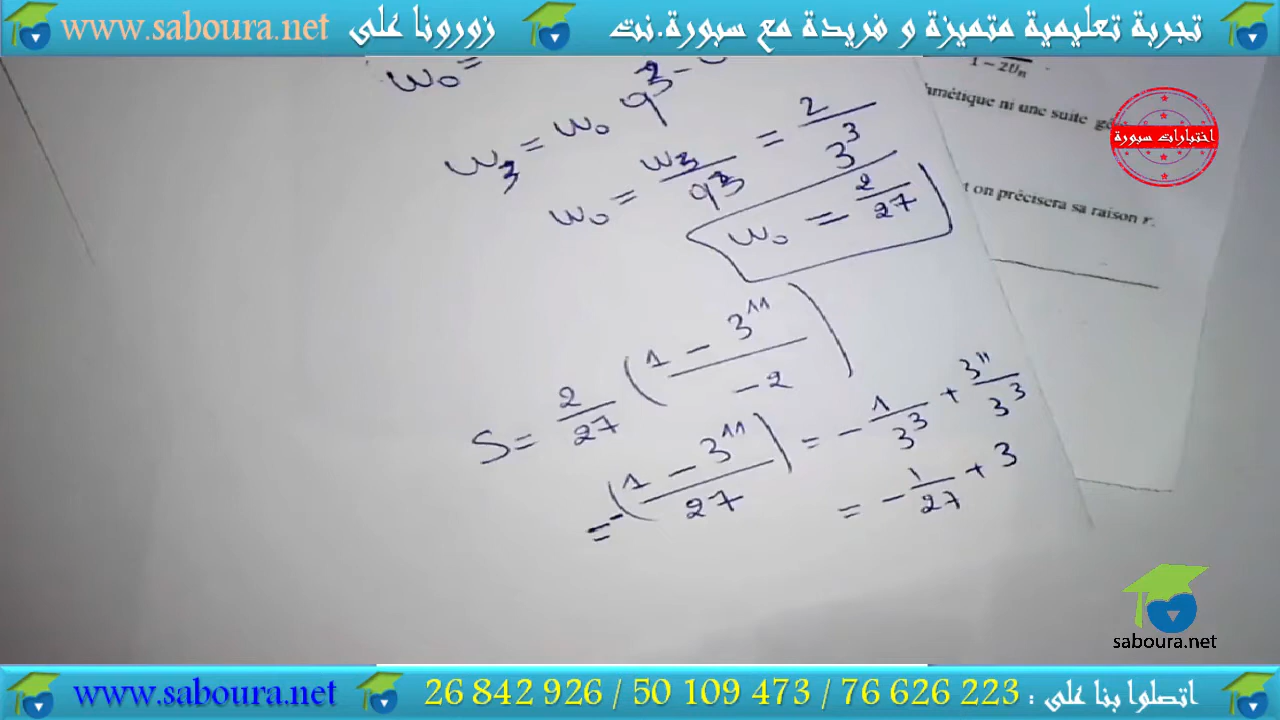 www.saboura.net تجربة تعليمية متميزة و فريدة مع سبورة.نت زورونا على
w₀ =
w₃ = w₀ q³
w₀ = w₃/q³ = 2/3³
w₀ = 2/27
S = 2/27 ((1 - 3¹¹)/-2)
= -((1 - 3¹¹)/27) = -1/3³ + 3¹¹/3³
= -1/27 + 3
1 - 2Uₙ
métique ni une suite
اختبارات سبورة
t on précisera sa raison r.
saboura.net
www.saboura.net 26 842 926 / 50 109 473 / 76 626 223 : اتصلوا بنا على